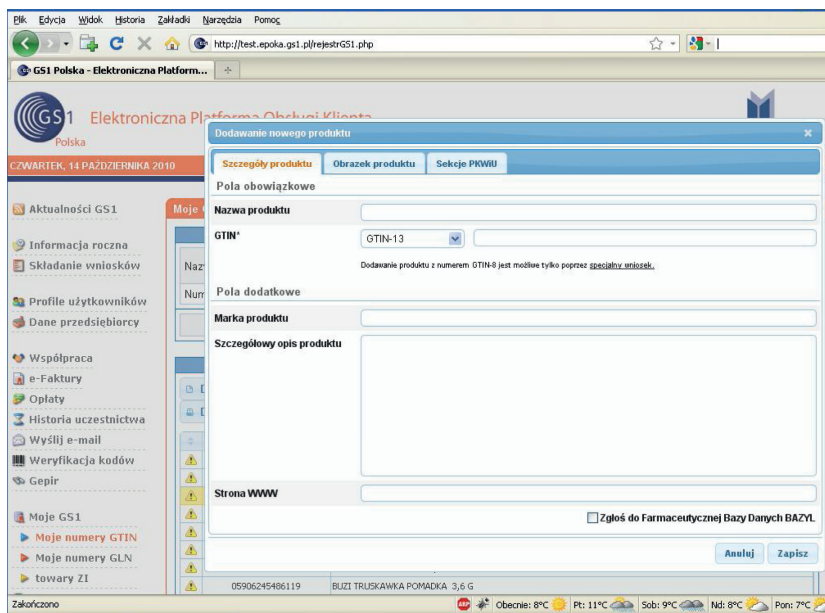 Plik Edycja Widok Historia Zakładki Narzędzia Pomoc
http://test.epoka.gs1.pl/rejestrGS1.php
GS1 Polska - Elektroniczna Platform...
GS1 Elektroniczna Platforma Obsługi Klienta
Polska
Dodawanie nowego produktu
CZWARTEK, 14 PAŹDZIERNIKA 2010
Szczegóły produktu Obrazek produktu Sekcje PKWiU
Pola obowiązkowe
Aktualności GS1
Moje
Nazwa produktu
GTIN* GTIN-13
Informacja roczna
Składanie wniosków
Naz
Dodawanie produktu z numerem GTIN-8 jest możliwe tylko poprzez specjalny wniosek.
Num
Pola dodatkowe
Profile użytkowników
Dane przedsiębiorcy
Marka produktu
Szczegółowy opis produktu
Współpraca
e-Faktury
Opłaty
Historia uczestnictwa
Wyślij e-mail
Weryfikacja kodów
Gepir
Strona WWW
Moje GS1
Zgłoś do Farmaceutycznej Bazy Danych BAZYL
Moje numery GTIN
Moje numery GLN
Anuluj Zapisz
towary ZI
05906245486119 BUZI TRUSKAWKA POMADKA 3,6 G
Zakończono
ABP Obecnie: 8°C Pt: 11°C Sob: 9°C Nd: 8°C Pon: 7°C